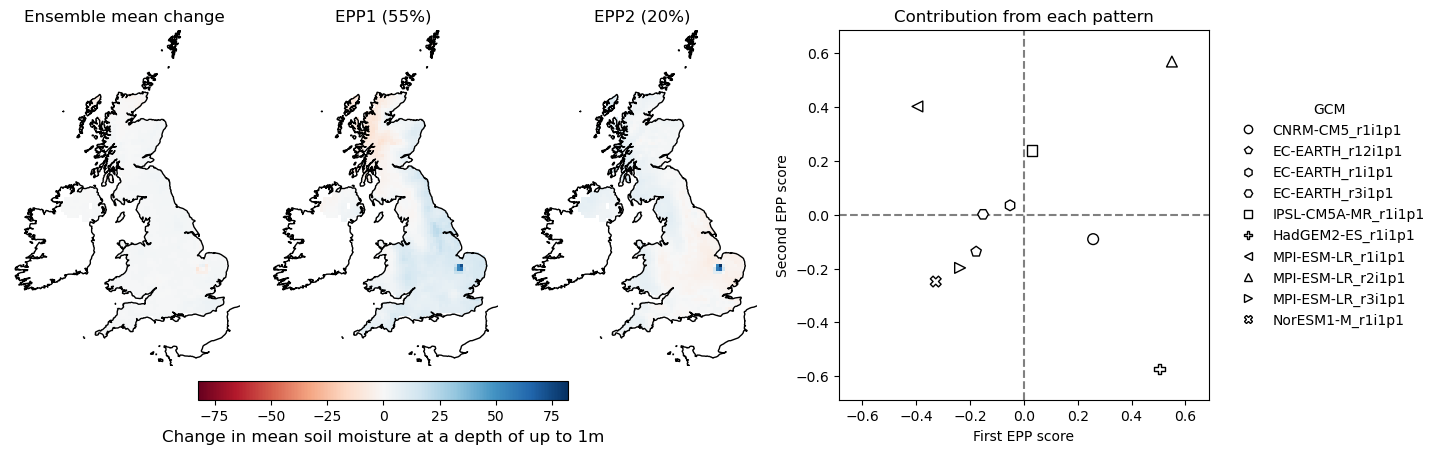 Ensemble mean change
EPP1 (55%)
EPP2 (20%)
−75 −50 −25 0 25 50 75
Change in mean soil moisture at a depth of up to 1m
Contribution from each pattern
Second EPP score
0.6
0.4
0.2
0.0
−0.2
−0.4
−0.6
−0.6 −0.4 −0.2 0.0 0.2 0.4 0.6
First EPP score
GCM
CNRM-CM5_r1i1p1
EC-EARTH_r12i1p1
EC-EARTH_r1i1p1
EC-EARTH_r3i1p1
IPSL-CM5A-MR_r1i1p1
HadGEM2-ES_r1i1p1
MPI-ESM-LR_r1i1p1
MPI-ESM-LR_r2i1p1
MPI-ESM-LR_r3i1p1
NorESM1-M_r1i1p1